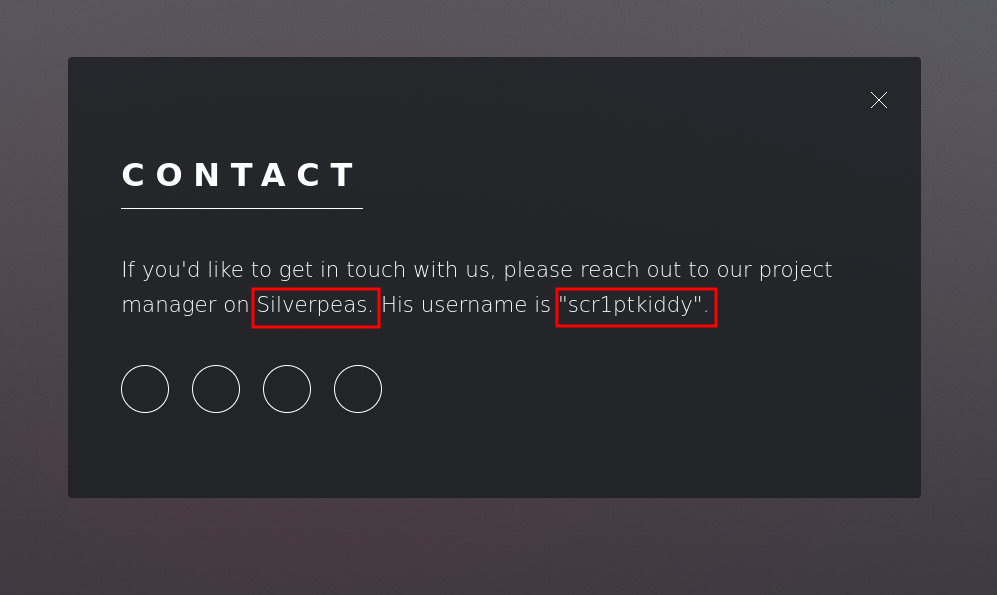 CONTACT
If you'd like to get in touch with us, please reach out to our project
manager on Silverpeas. His username is "scr1ptkiddy".